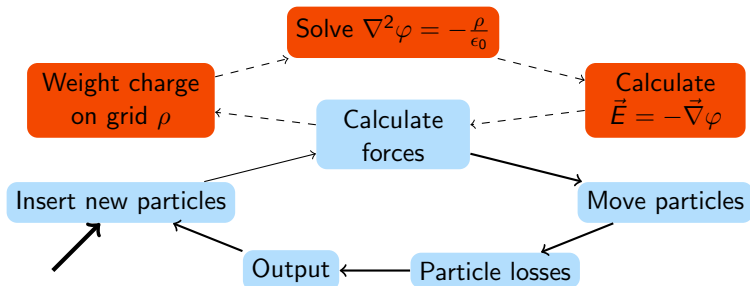 Solve ∇²φ = −ρ/ϵ₀
Weight charge
on grid ρ
Calculate
E⃗ = −∇⃗φ
Calculate
forces
Insert new particles
Move particles
Output
Particle losses